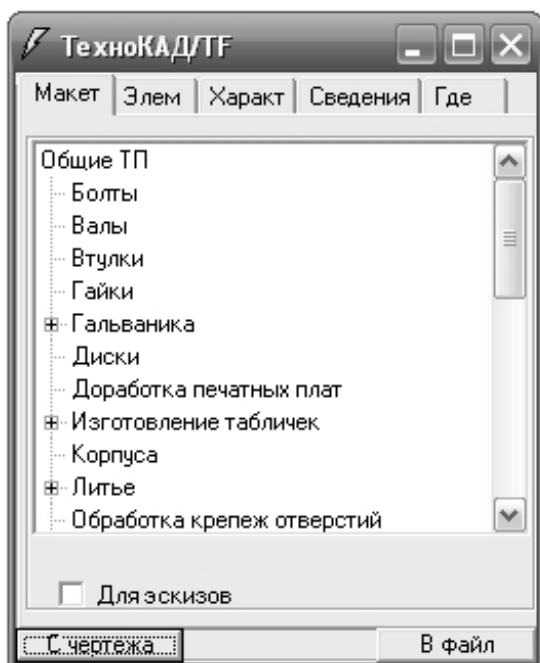 ТехноКАД/TF
Макет Элем Характ Сведения Где
Общие ТП
Болты
Валы
Втулки
Гайки
Гальваника
Диски
Доработка печатных плат
Изготовление табличек
Корпуса
Литье
Обработка крепеж отверстий
Для эскизов
С чертежа В файл